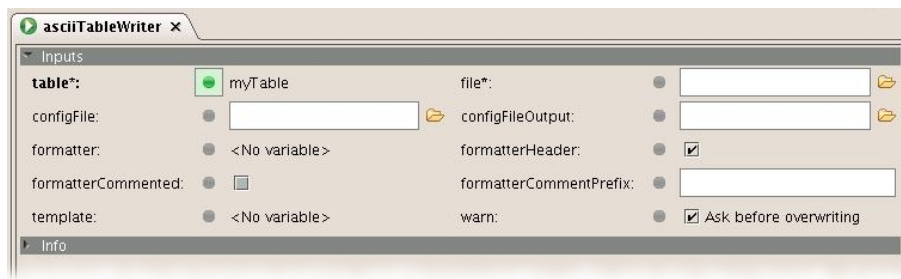 asciiTableWriter
Inputs
table*: myTable file*:
configFile: configFileOutput:
formatter: <No variable> formatterHeader:
formatterCommented: formatterCommentPrefix:
template: <No variable> warn: Ask before overwriting
Info